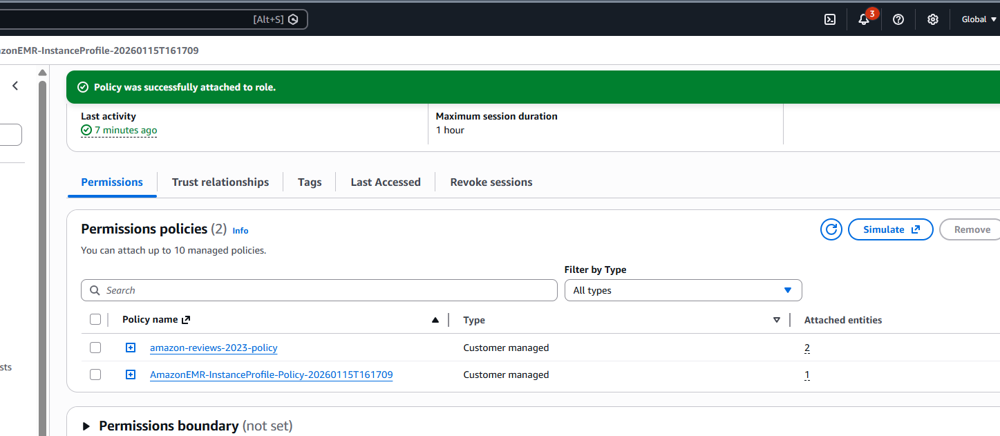 [Alt+S]
3
Global
zonEMR-InstanceProfile-20260115T161709
Policy was successfully attached to role.
Last activity
7 minutes ago
Maximum session duration
1 hour
Permissions
Trust relationships
Tags
Last Accessed
Revoke sessions
Permissions policies (2) Info
You can attach up to 10 managed policies.
Simulate
Remove
Filter by Type
Search
All types
Policy name
Type
Attached entities
amazon-reviews-2023-policy
Customer managed
2
sts
AmazonEMR-InstanceProfile-Policy-20260115T161709
Customer managed
1
Permissions boundary (not set)